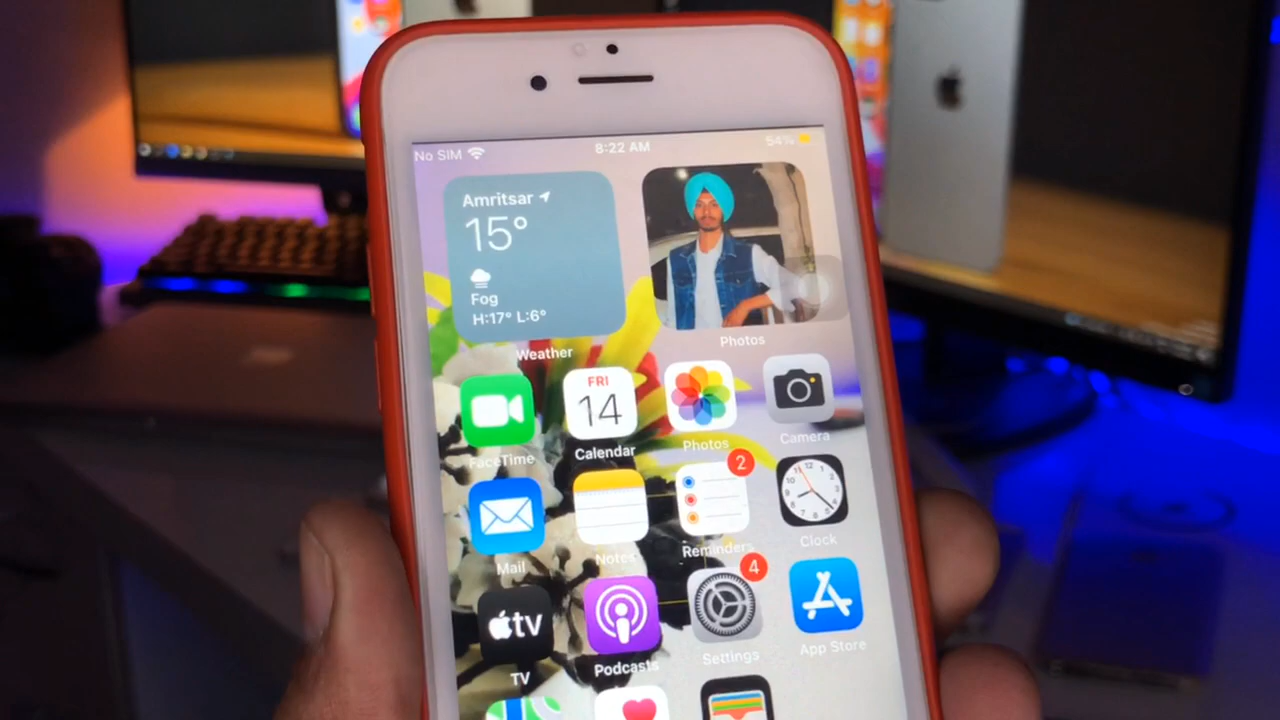 No SIM
8:22 AM
54%
Amritsar
15°
Fog
H:17° L:6°
Weather
Photos
FRI
14
FaceTime
Calendar
Photos
Camera
2
Mail
Notes
Reminders
Clock
4
tv
TV
Podcasts
Settings
App Store